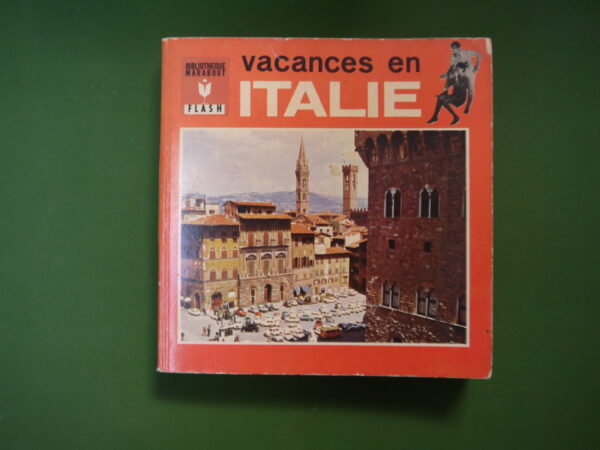 BIBLIOTHEQUE
MARABOUT
FLASH
vacances en
ITALIE